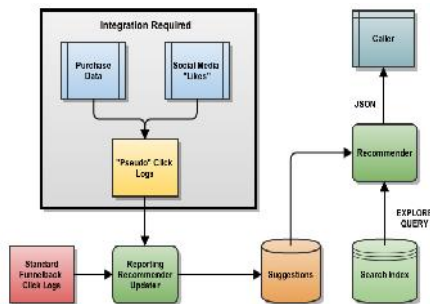 Integration Required
Caller
Purchase
Data
Social Media
"Likes"
JSON
"Pseudo" Click
Logs
Recommender
EXPLORE
QUERY
Standard
Funnelback
Click Logs
Reporting
Recommender
Updater
Suggestions
Search Index